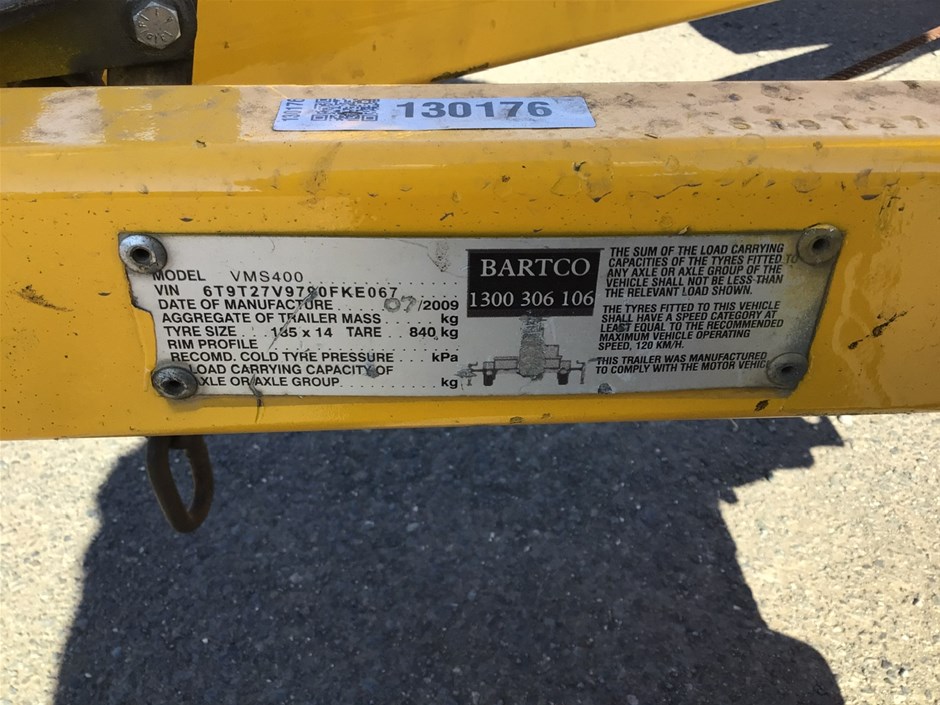 130176
130176
MODEL VMS400
VIN
DATE OF MANUFACTURE 07/2009
AGGREGATE OF TRAILER MASS kg
TYRE SIZE x 14 TARE 840 kg
RIM PROFILE
RECOMD. COLD TYRE PRESSURE kPa
LOAD CARRYING CAPACITY OF
OR AXLE GROUP. kg
BARTCO
1300 306 106
THE SUM OF THE LOAD CARRYING
CAPACITIES OF THE TYRES FITTED TO
ANY AXLE OR AXLE GROUP OF THE
VEHICLE SHALL NOT BE LESS THAN
THE RELEVANT LOAD SHOWN.
THE TYRES FITTED TO THIS VEHICLE
SHALL HAVE A SPEED CATEGORY AT
LEAST EQUAL TO THE RECOMMENDED
MAXIMUM VEHICLE OPERATING
SPEED, 120 KM/H.
THIS TRAILER WAS MANUFACTURED
TO COMPLY WITH THE MOTOR